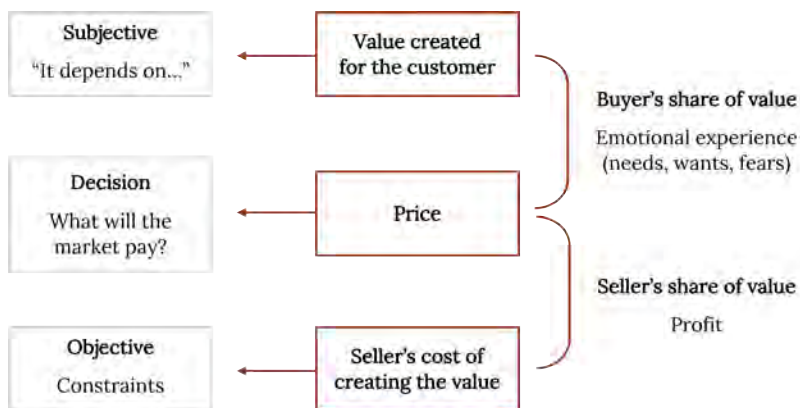 Subjective
“It depends on...”
Value created
for the customer
Buyer’s share of value
Emotional experience
(needs, wants, fears)
Decision
What will the
market pay?
Price
Seller’s share of value
Profit
Objective
Constraints
Seller’s cost of
creating the value